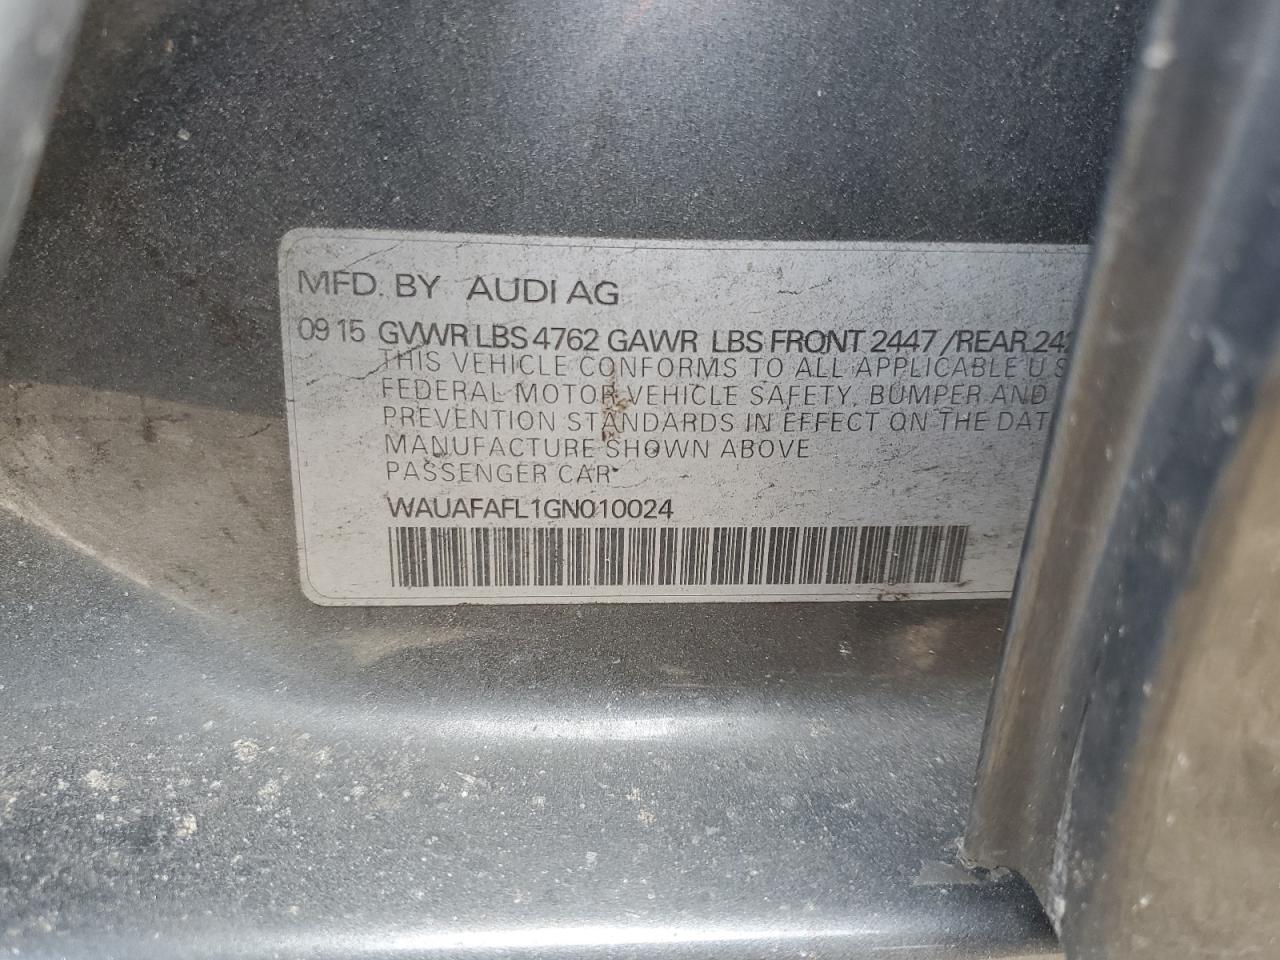 MFD. BY AUDI AG
09 15 GVWR LBS 4762 GAWR LBS FRONT 2447 /REAR
THIS VEHICLE CONFORMS TO ALL APPLICABLE U S
FEDERAL MOTOR VEHICLE SAFETY, BUMPER AND
PREVENTION STANDARDS IN EFFECT ON THE
MANUFACTURE SHOWN ABOVE
PASSENGER CAR
WAUAFAFL1GN010024